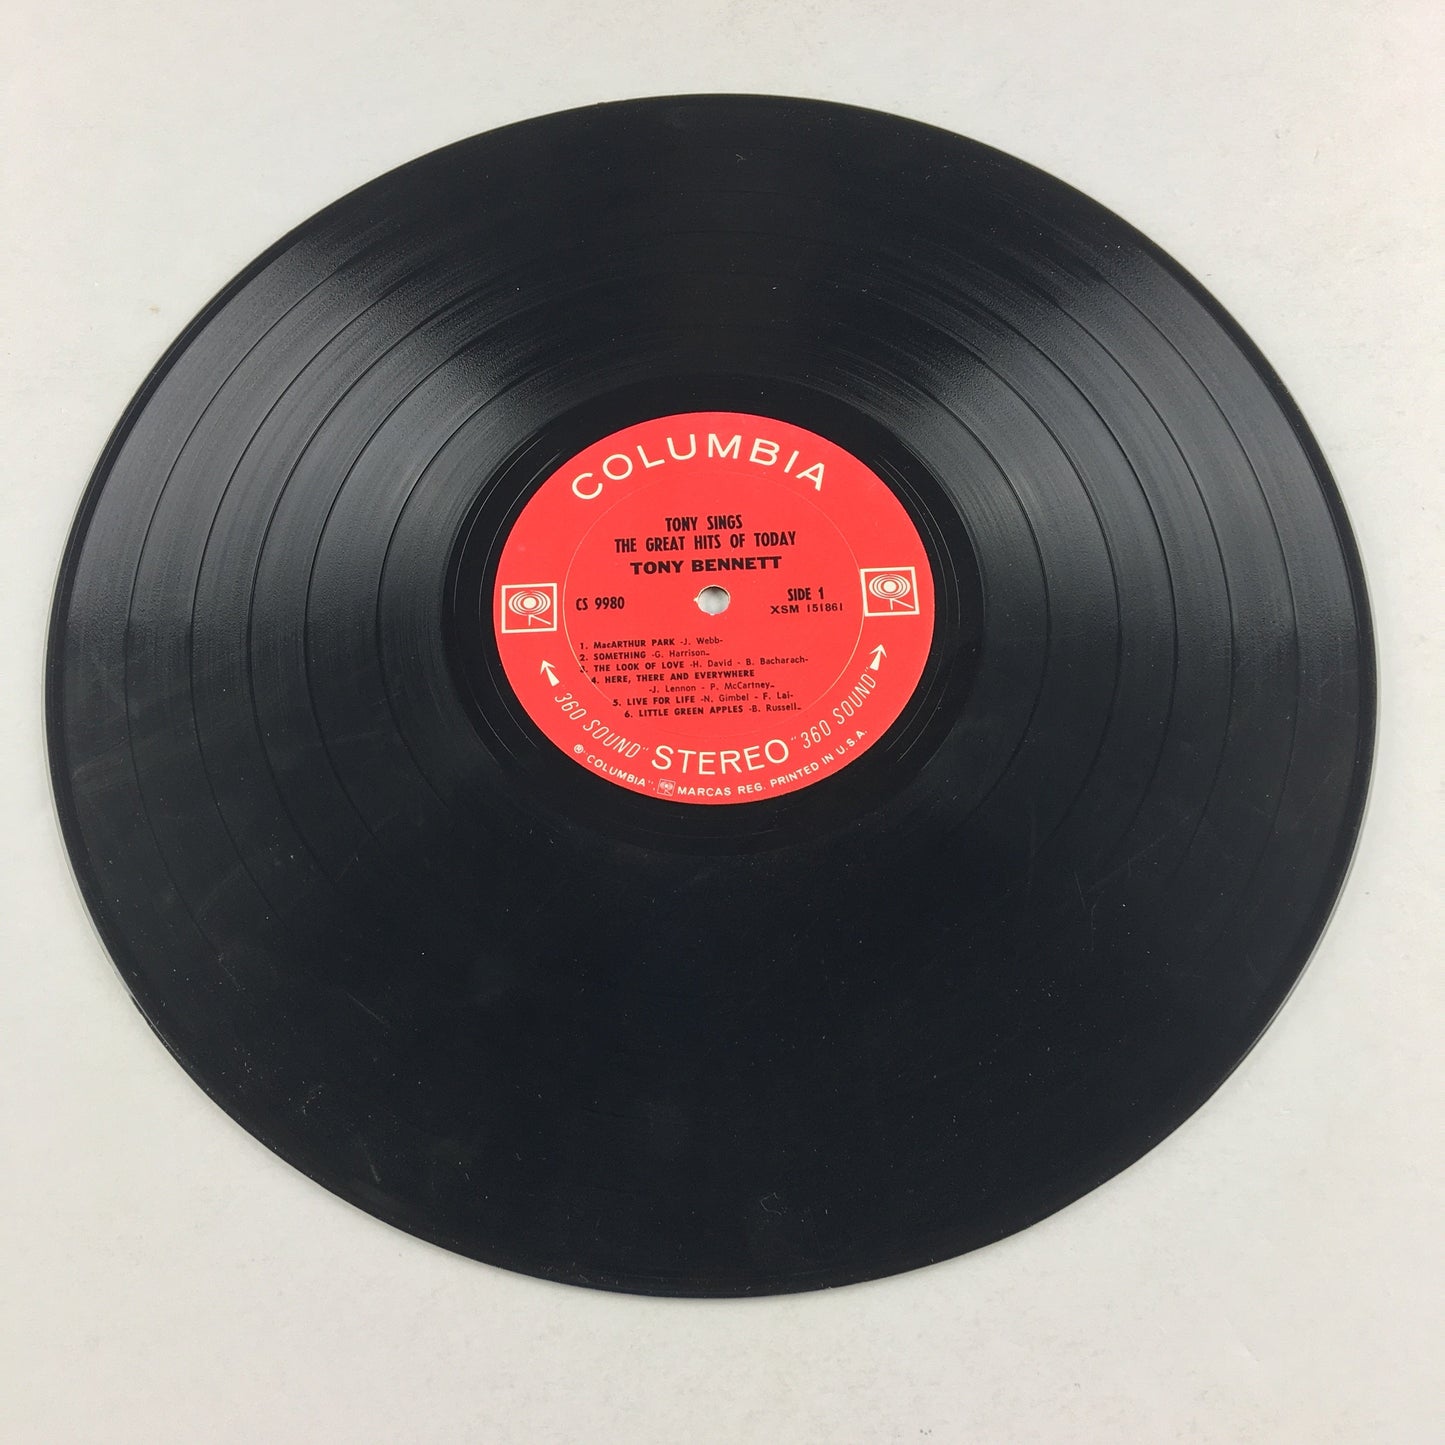 COLUMBIA
TONY SINGS
THE GREAT HITS OF TODAY
TONY BENNETT
CS 9980
SIDE 1
XSM 151861
1. MacARTHUR PARK -J. Webb-
2. SOMETHING -G. Harrison-
3. THE LOOK OF LOVE -H. David - B. Bacharach-
4. HERE, THERE AND EVERYWHERE
-J. Lennon - P. McCartney-
5. LIVE FOR LIFE -N. Gimbel - F. Lai-
6. LITTLE GREEN APPLES -B. Russell-
"360 SOUND" STEREO "360 SOUND"
® "COLUMBIA", MARCAS REG. PRINTED IN U.S.A.